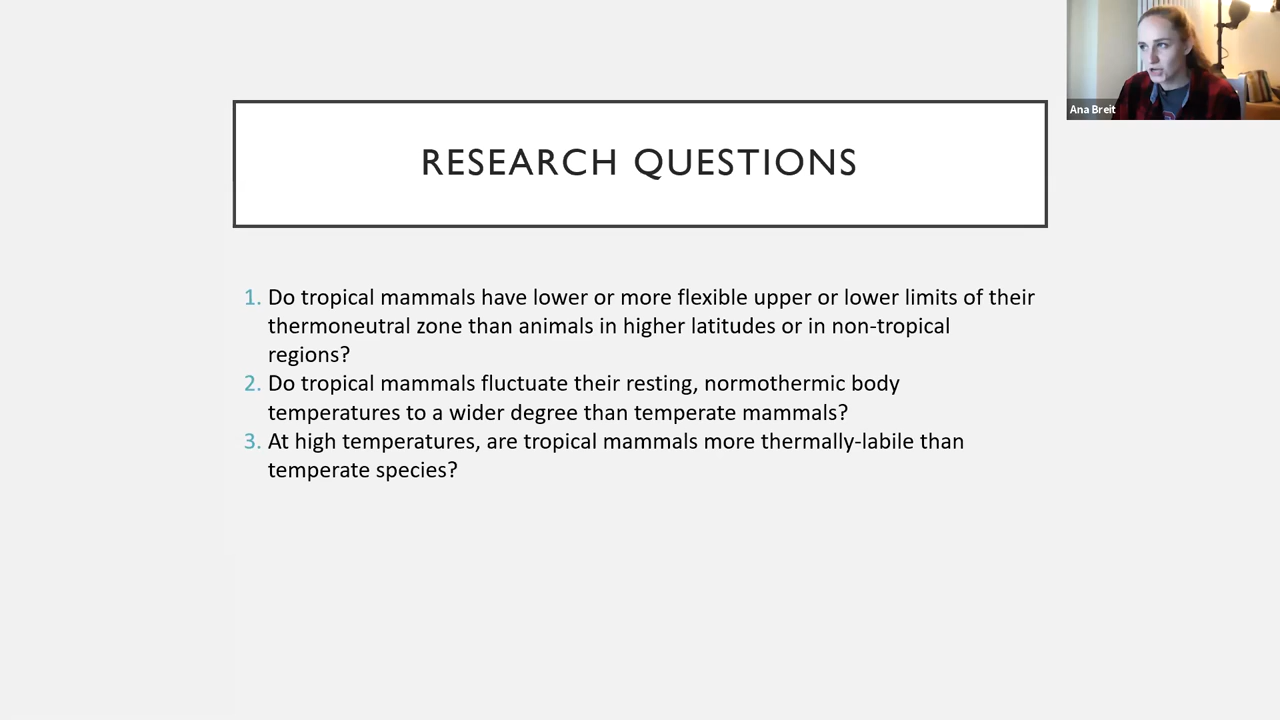 Ana Breit
RESEARCH QUESTIONS
1. Do tropical mammals have lower or more flexible upper or lower limits of their
thermoneutral zone than animals in higher latitudes or in non-tropical
regions?
2. Do tropical mammals fluctuate their resting, normothermic body
temperatures to a wider degree than temperate mammals?
3. At high temperatures, are tropical mammals more thermally-labile than
temperate species?